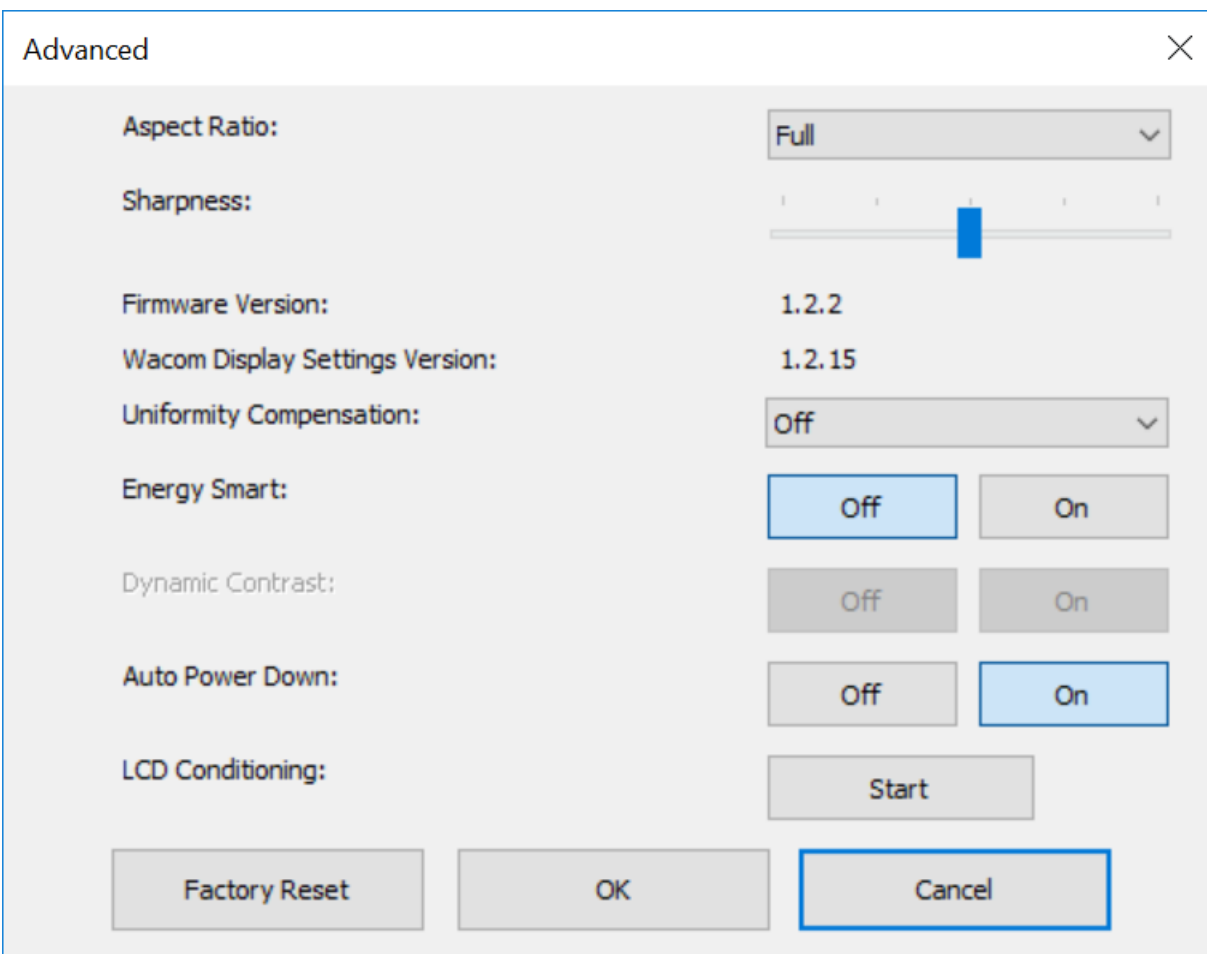 Advanced
Aspect Ratio: Full
Sharpness:
Firmware Version: 1.2.2
Wacom Display Settings Version: 1.2.15
Uniformity Compensation: Off
Energy Smart: Off On
Dynamic Contrast: Off On
Auto Power Down: Off On
LCD Conditioning: Start
Factory Reset OK Cancel